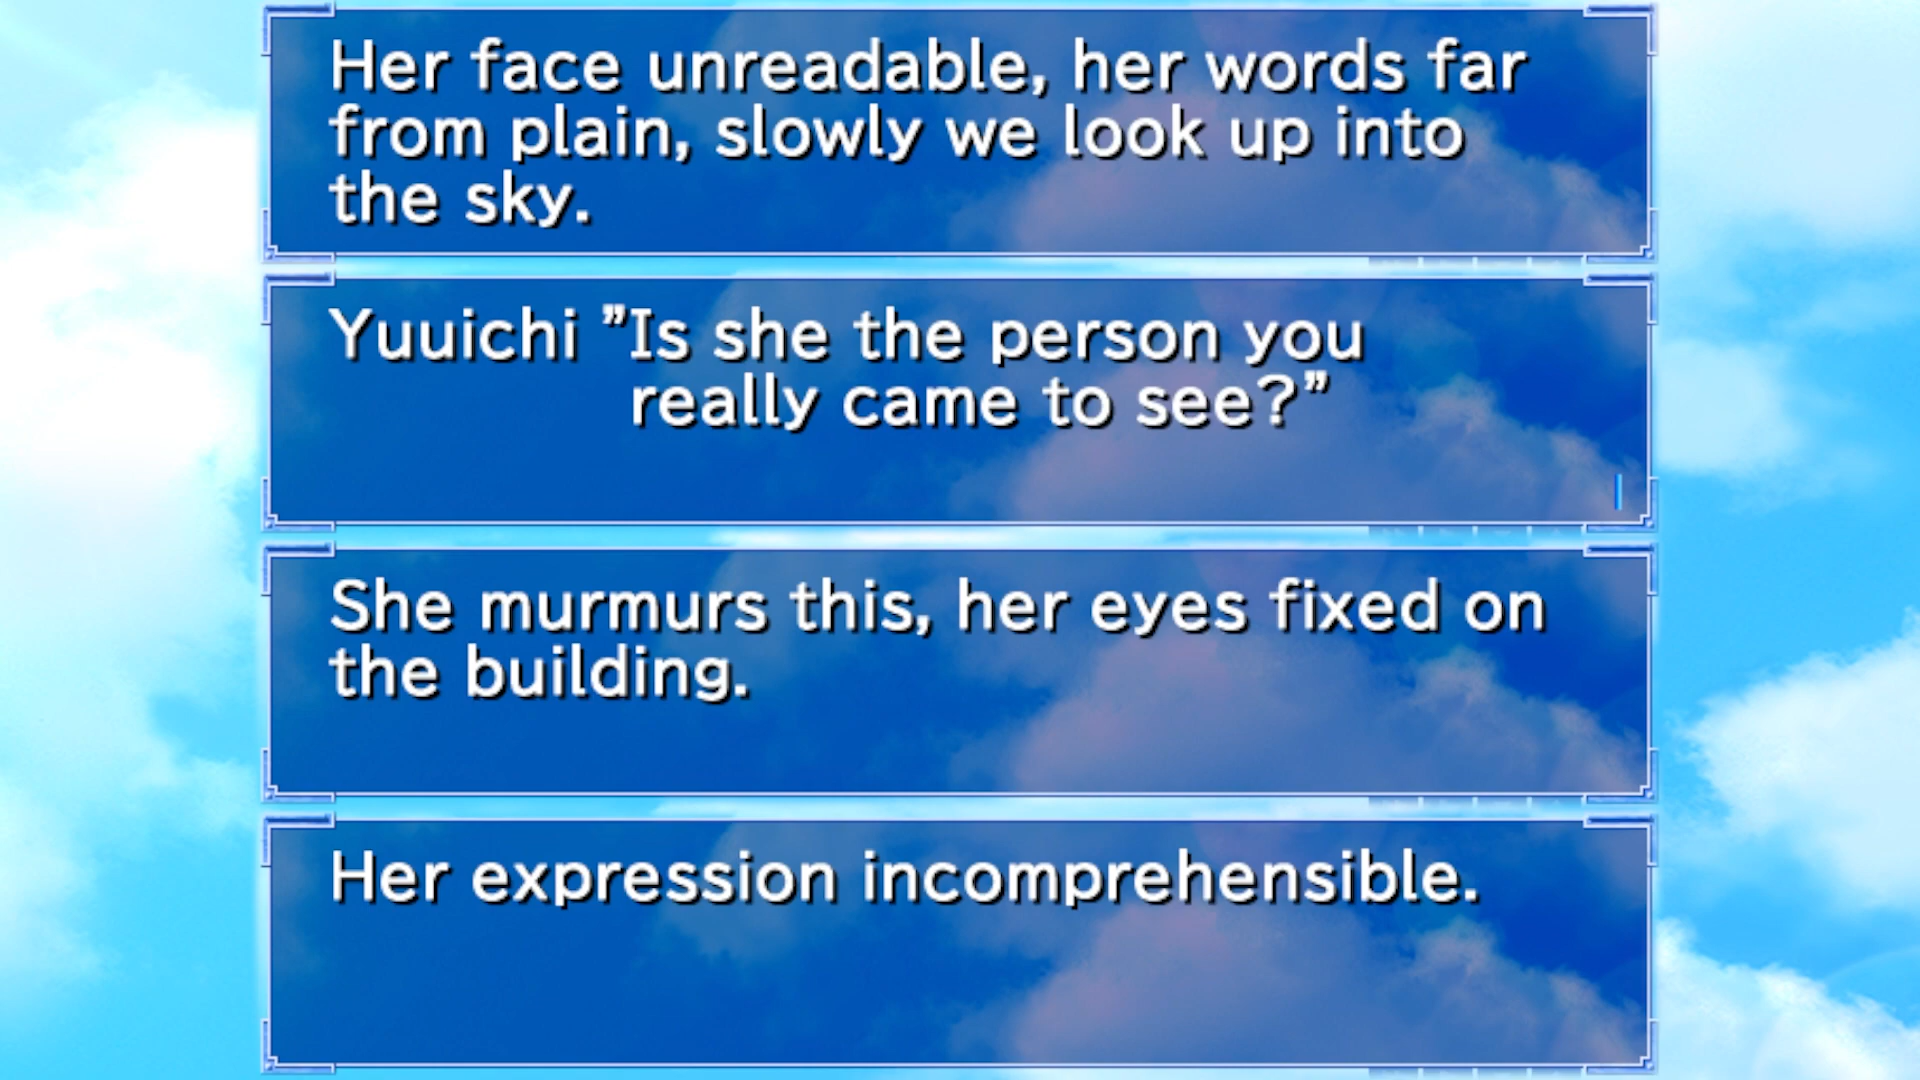 Her face unreadable, her words far
from plain, slowly we look up into
the sky.
Yuuichi "Is she the person you
really came to see?"
She murmurs this, her eyes fixed on
the building.
Her expression incomprehensible.